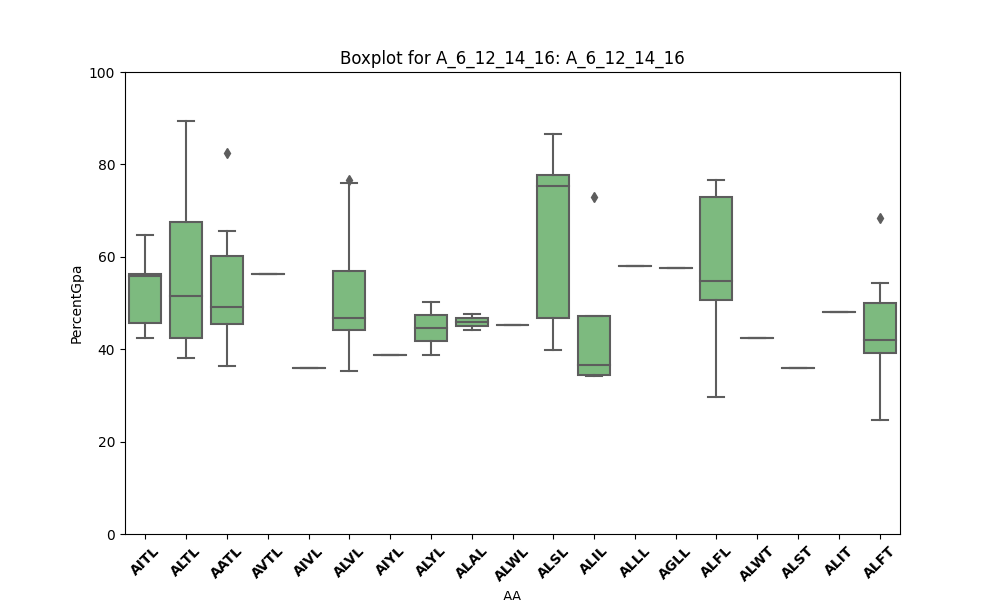 Boxplot for A_6_12_14_16: A_6_12_14_16
100
80
60
40
20
0
PercentGpa
AITL
ALTL
AATL
AVTL
AIVL
ALVL
AIYL
ALYL
ALAL
ALWL
ALSL
ALIL
ALLL
AGLL
ALFL
ALWT
ALST
ALIT
ALFT
AA